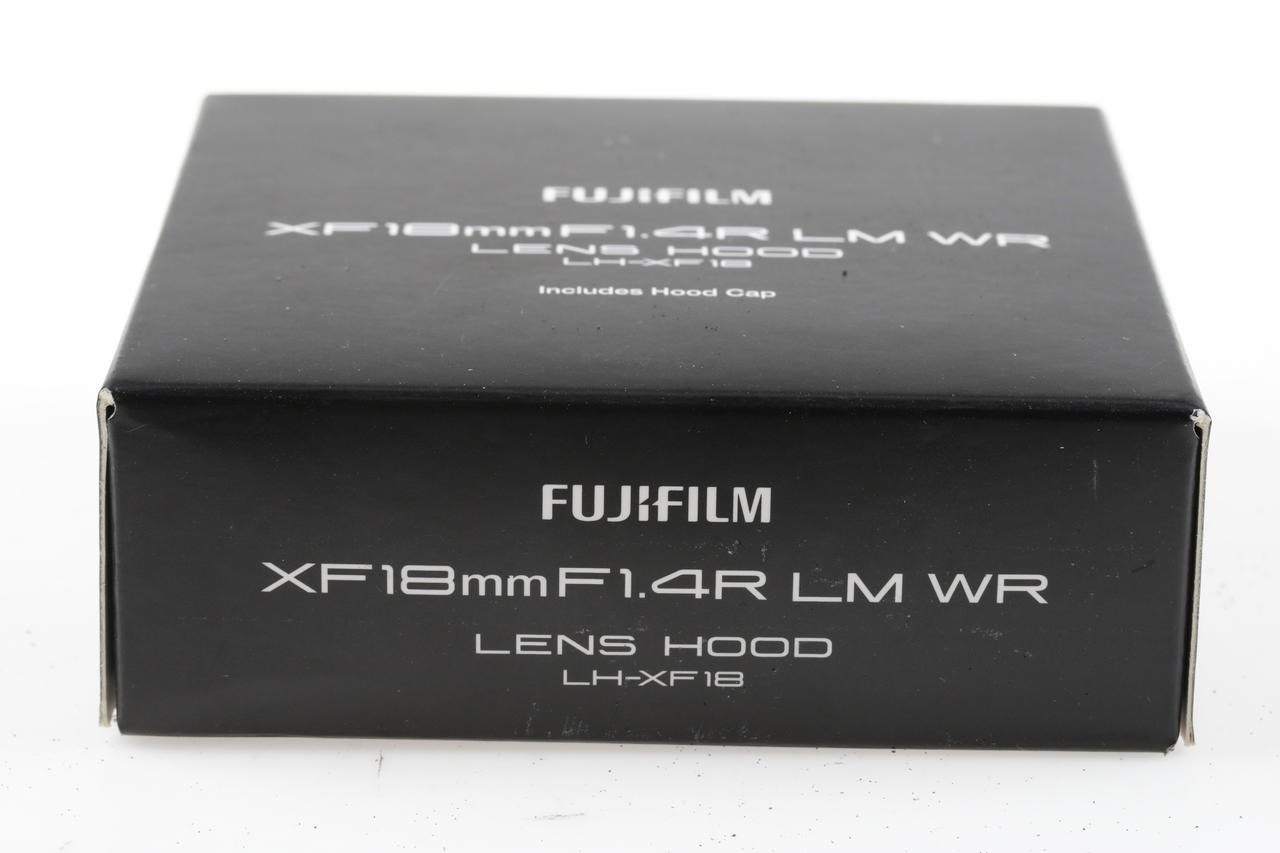 FUJIFILM
XF18mmF1.4R LM WR
LENS HOOD
LH-XF18
Includes Hood Cap
FUJIFILM
XF18mmF1.4R LM WR
LENS HOOD
LH-XF18